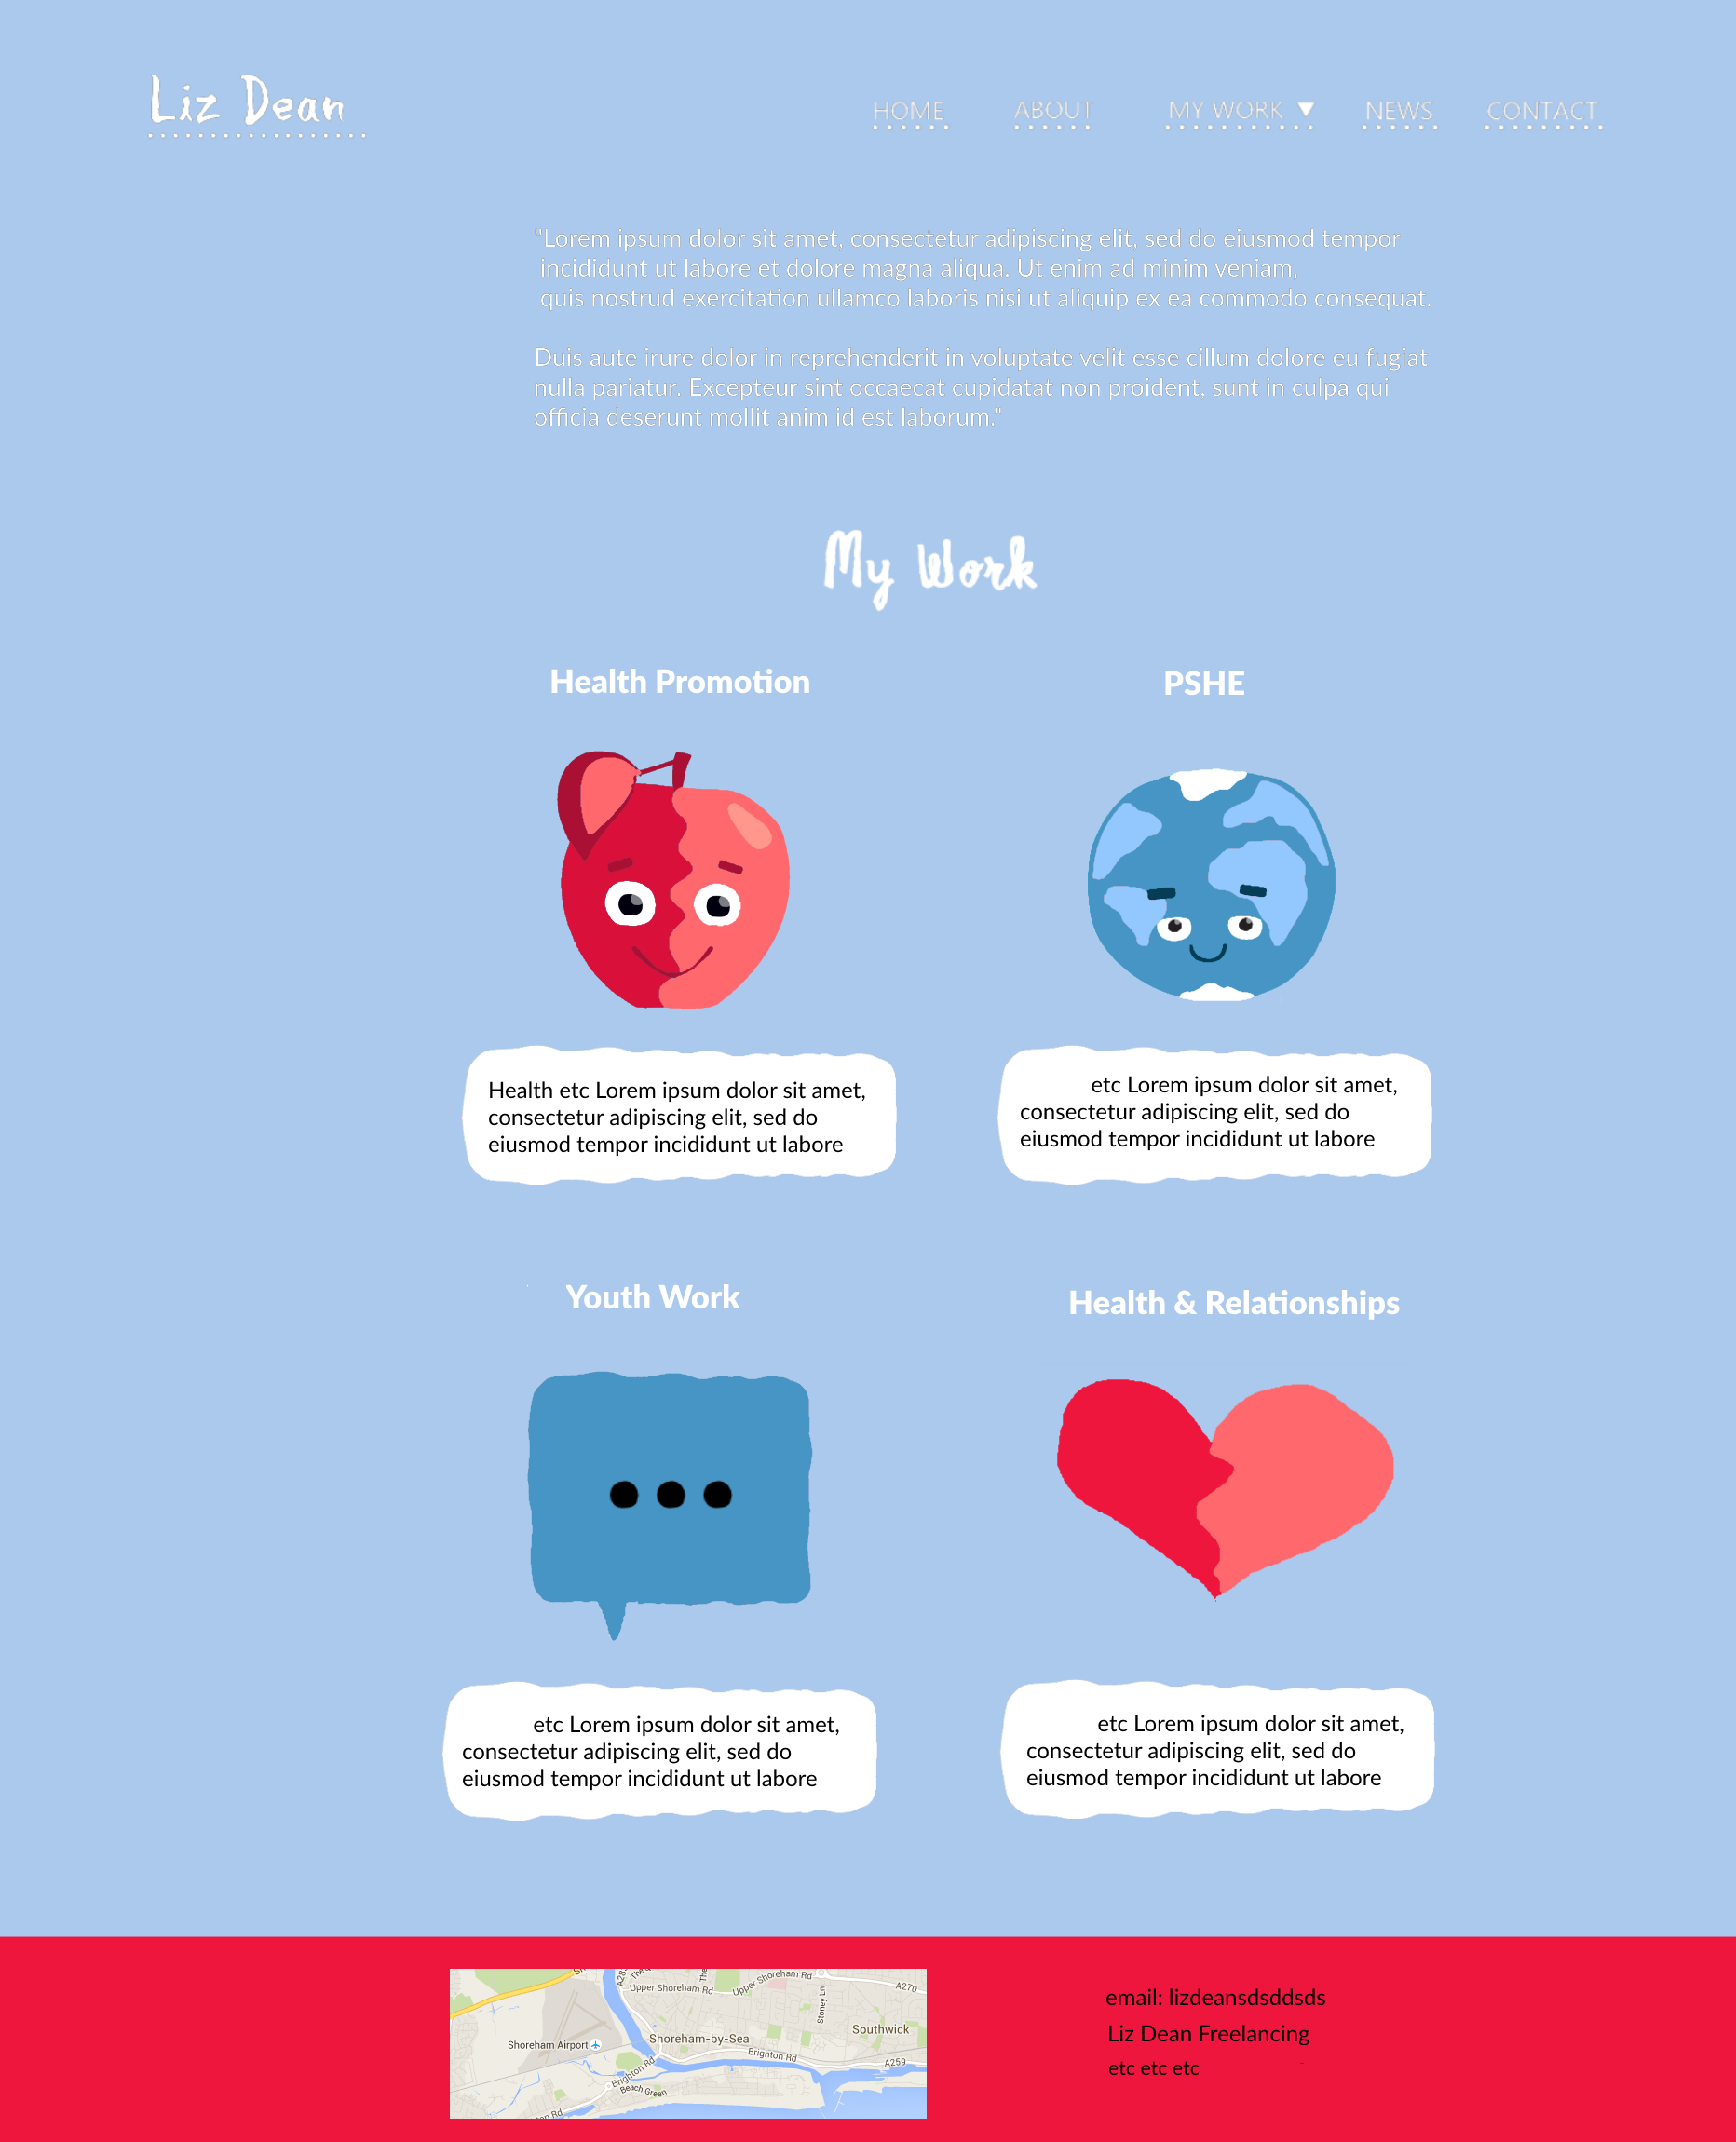 Liz Dean
HOME ABOUT MY WORK ▼ NEWS CONTACT
"Lorem ipsum dolor sit amet, consectetur adipiscing elit, sed do eiusmod tempor
incididunt ut labore et dolore magna aliqua. Ut enim ad minim veniam,
quis nostrud exercitation ullamco laboris nisi ut aliquip ex ea commodo consequat.
Duis aute irure dolor in reprehenderit in voluptate velit esse cillum dolore eu fugiat
nulla pariatur. Excepteur sint occaecat cupidatat non proident, sunt in culpa qui
officia deserunt mollit anim id est laborum."
My Work
Health Promotion
Health etc Lorem ipsum dolor sit amet,
consectetur adipiscing elit, sed do
eiusmod tempor incididunt ut labore
PSHE
etc Lorem ipsum dolor sit amet,
consectetur adipiscing elit, sed do
eiusmod tempor incididunt ut labore
Youth Work
etc Lorem ipsum dolor sit amet,
consectetur adipiscing elit, sed do
eiusmod tempor incididunt ut labore
Health & Relationships
etc Lorem ipsum dolor sit amet,
consectetur adipiscing elit, sed do
eiusmod tempor incididunt ut labore
Upper Shoreham Rd
Upper Shoreham Rd
A270
Stoney Ln
Southwick
Shoreham-by-Sea
Shoreham Airport
Brighton Rd
A259
Brighton Rd
Beach Green
email: lizdeansdsddsds
Liz Dean Freelancing
etc etc etc